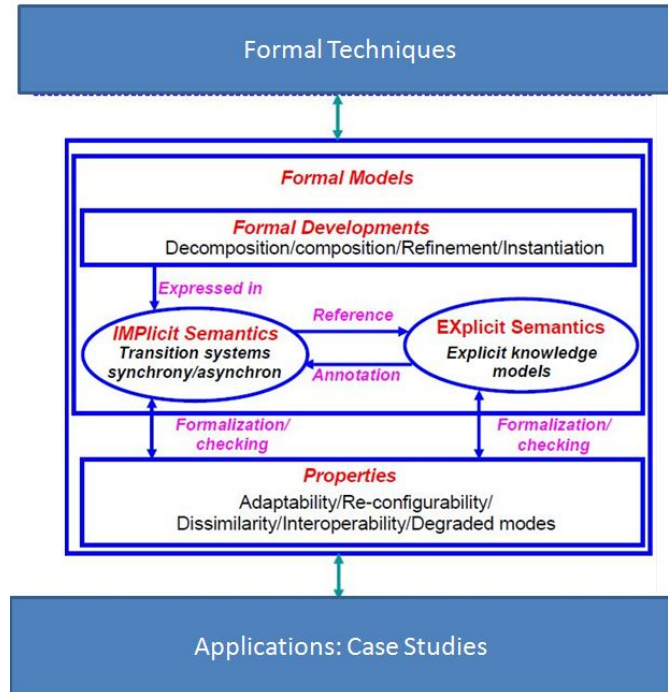 Formal Techniques
Formal Models
Formal Developments
Decomposition/composition/Refinement/Instantiation
Expressed in
IMPlicit Semantics
Transition systems
synchrony/asynchron
Reference
Annotation
EXplicit Semantics
Explicit knowledge
models
Formalization/
checking
Formalization/
checking
Properties
Adaptability/Re-configurability/
Dissimilarity/Interoperability/Degraded modes
Applications: Case Studies